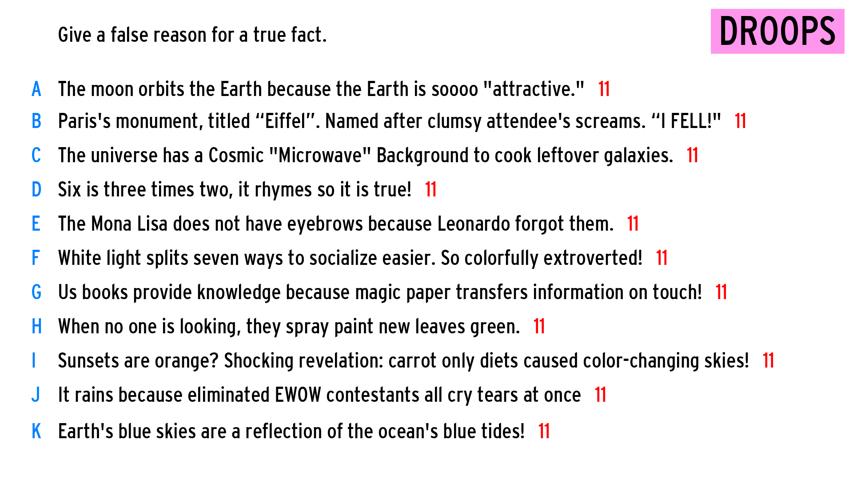 Give a false reason for a true fact.
DROOPS
A The moon orbits the Earth because the Earth is soooo "attractive." 11
B Paris's monument, titled “Eiffel”. Named after clumsy attendee's screams. “I FELL!" 11
C The universe has a Cosmic "Microwave" Background to cook leftover galaxies. 11
D Six is three times two, it rhymes so it is true! 11
E The Mona Lisa does not have eyebrows because Leonardo forgot them. 11
F White light splits seven ways to socialize easier. So colorfully extroverted! 11
G Us books provide knowledge because magic paper transfers information on touch! 11
H When no one is looking, they spray paint new leaves green. 11
I Sunsets are orange? Shocking revelation: carrot only diets caused color-changing skies! 11
J It rains because eliminated EWOW contestants all cry tears at once 11
K Earth's blue skies are a reflection of the ocean's blue tides! 11